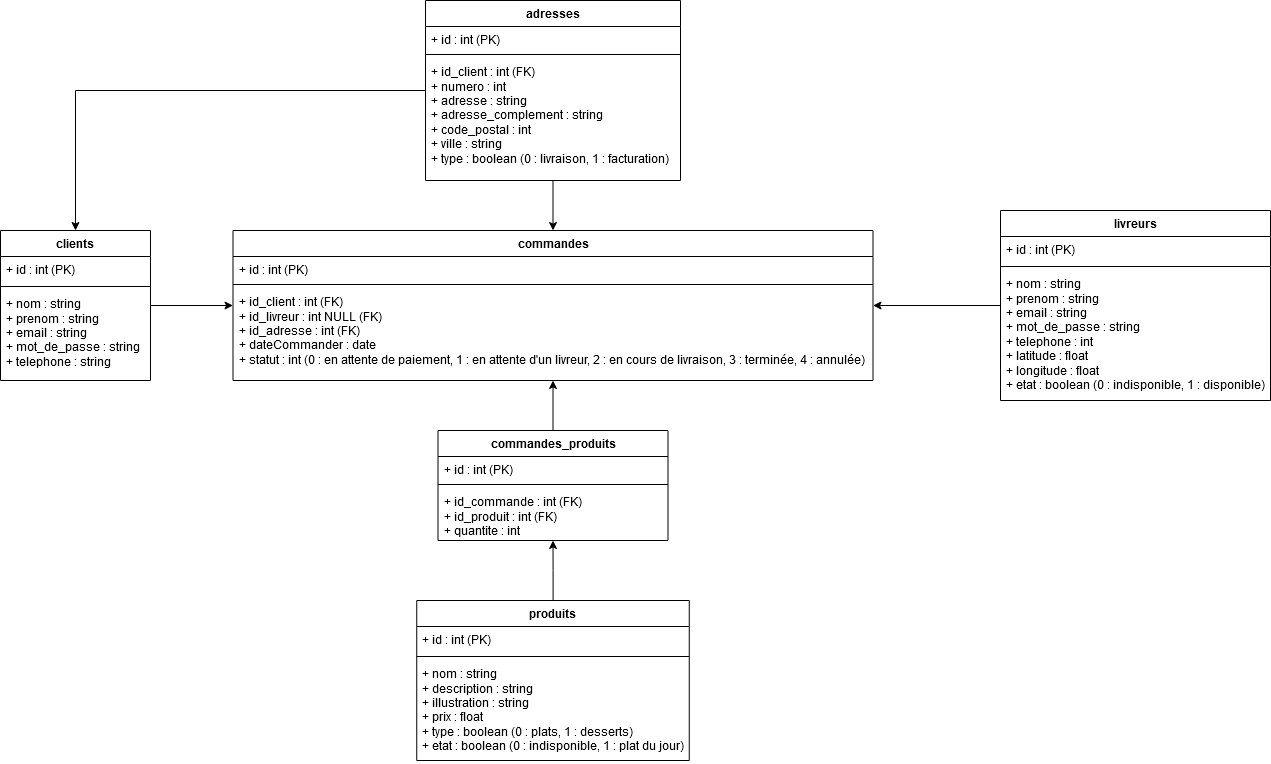 adresses
+ id : int (PK)
+ id_client : int (FK)
+ numero : int
+ adresse : string
+ adresse_complement : string
+ code_postal : int
+ ville : string
+ type : boolean (0 : livraison, 1 : facturation)
clients
+ id : int (PK)
+ nom : string
+ prenom : string
+ email : string
+ mot_de_passe : string
+ telephone : string
commandes
+ id : int (PK)
+ id_client : int (FK)
+ id_livreur : int NULL (FK)
+ id_adresse : int (FK)
+ dateCommander : date
+ statut : int (0 : en attente de paiement, 1 : en attente d'un livreur, 2 : en cours de livraison, 3 : terminée, 4 : annulée)
livreurs
+ id : int (PK)
+ nom : string
+ prenom : string
+ email : string
+ mot_de_passe : string
+ telephone : int
+ latitude : float
+ longitude : float
+ etat : boolean (0 : indisponible, 1 : disponible)
commandes_produits
+ id : int (PK)
+ id_commande : int (FK)
+ id_produit : int (FK)
+ quantite : int
produits
+ id : int (PK)
+ nom : string
+ description : string
+ illustration : string
+ prix : float
+ type : boolean (0 : plats, 1 : desserts)
+ etat : boolean (0 : indisponible, 1 : plat du jour)